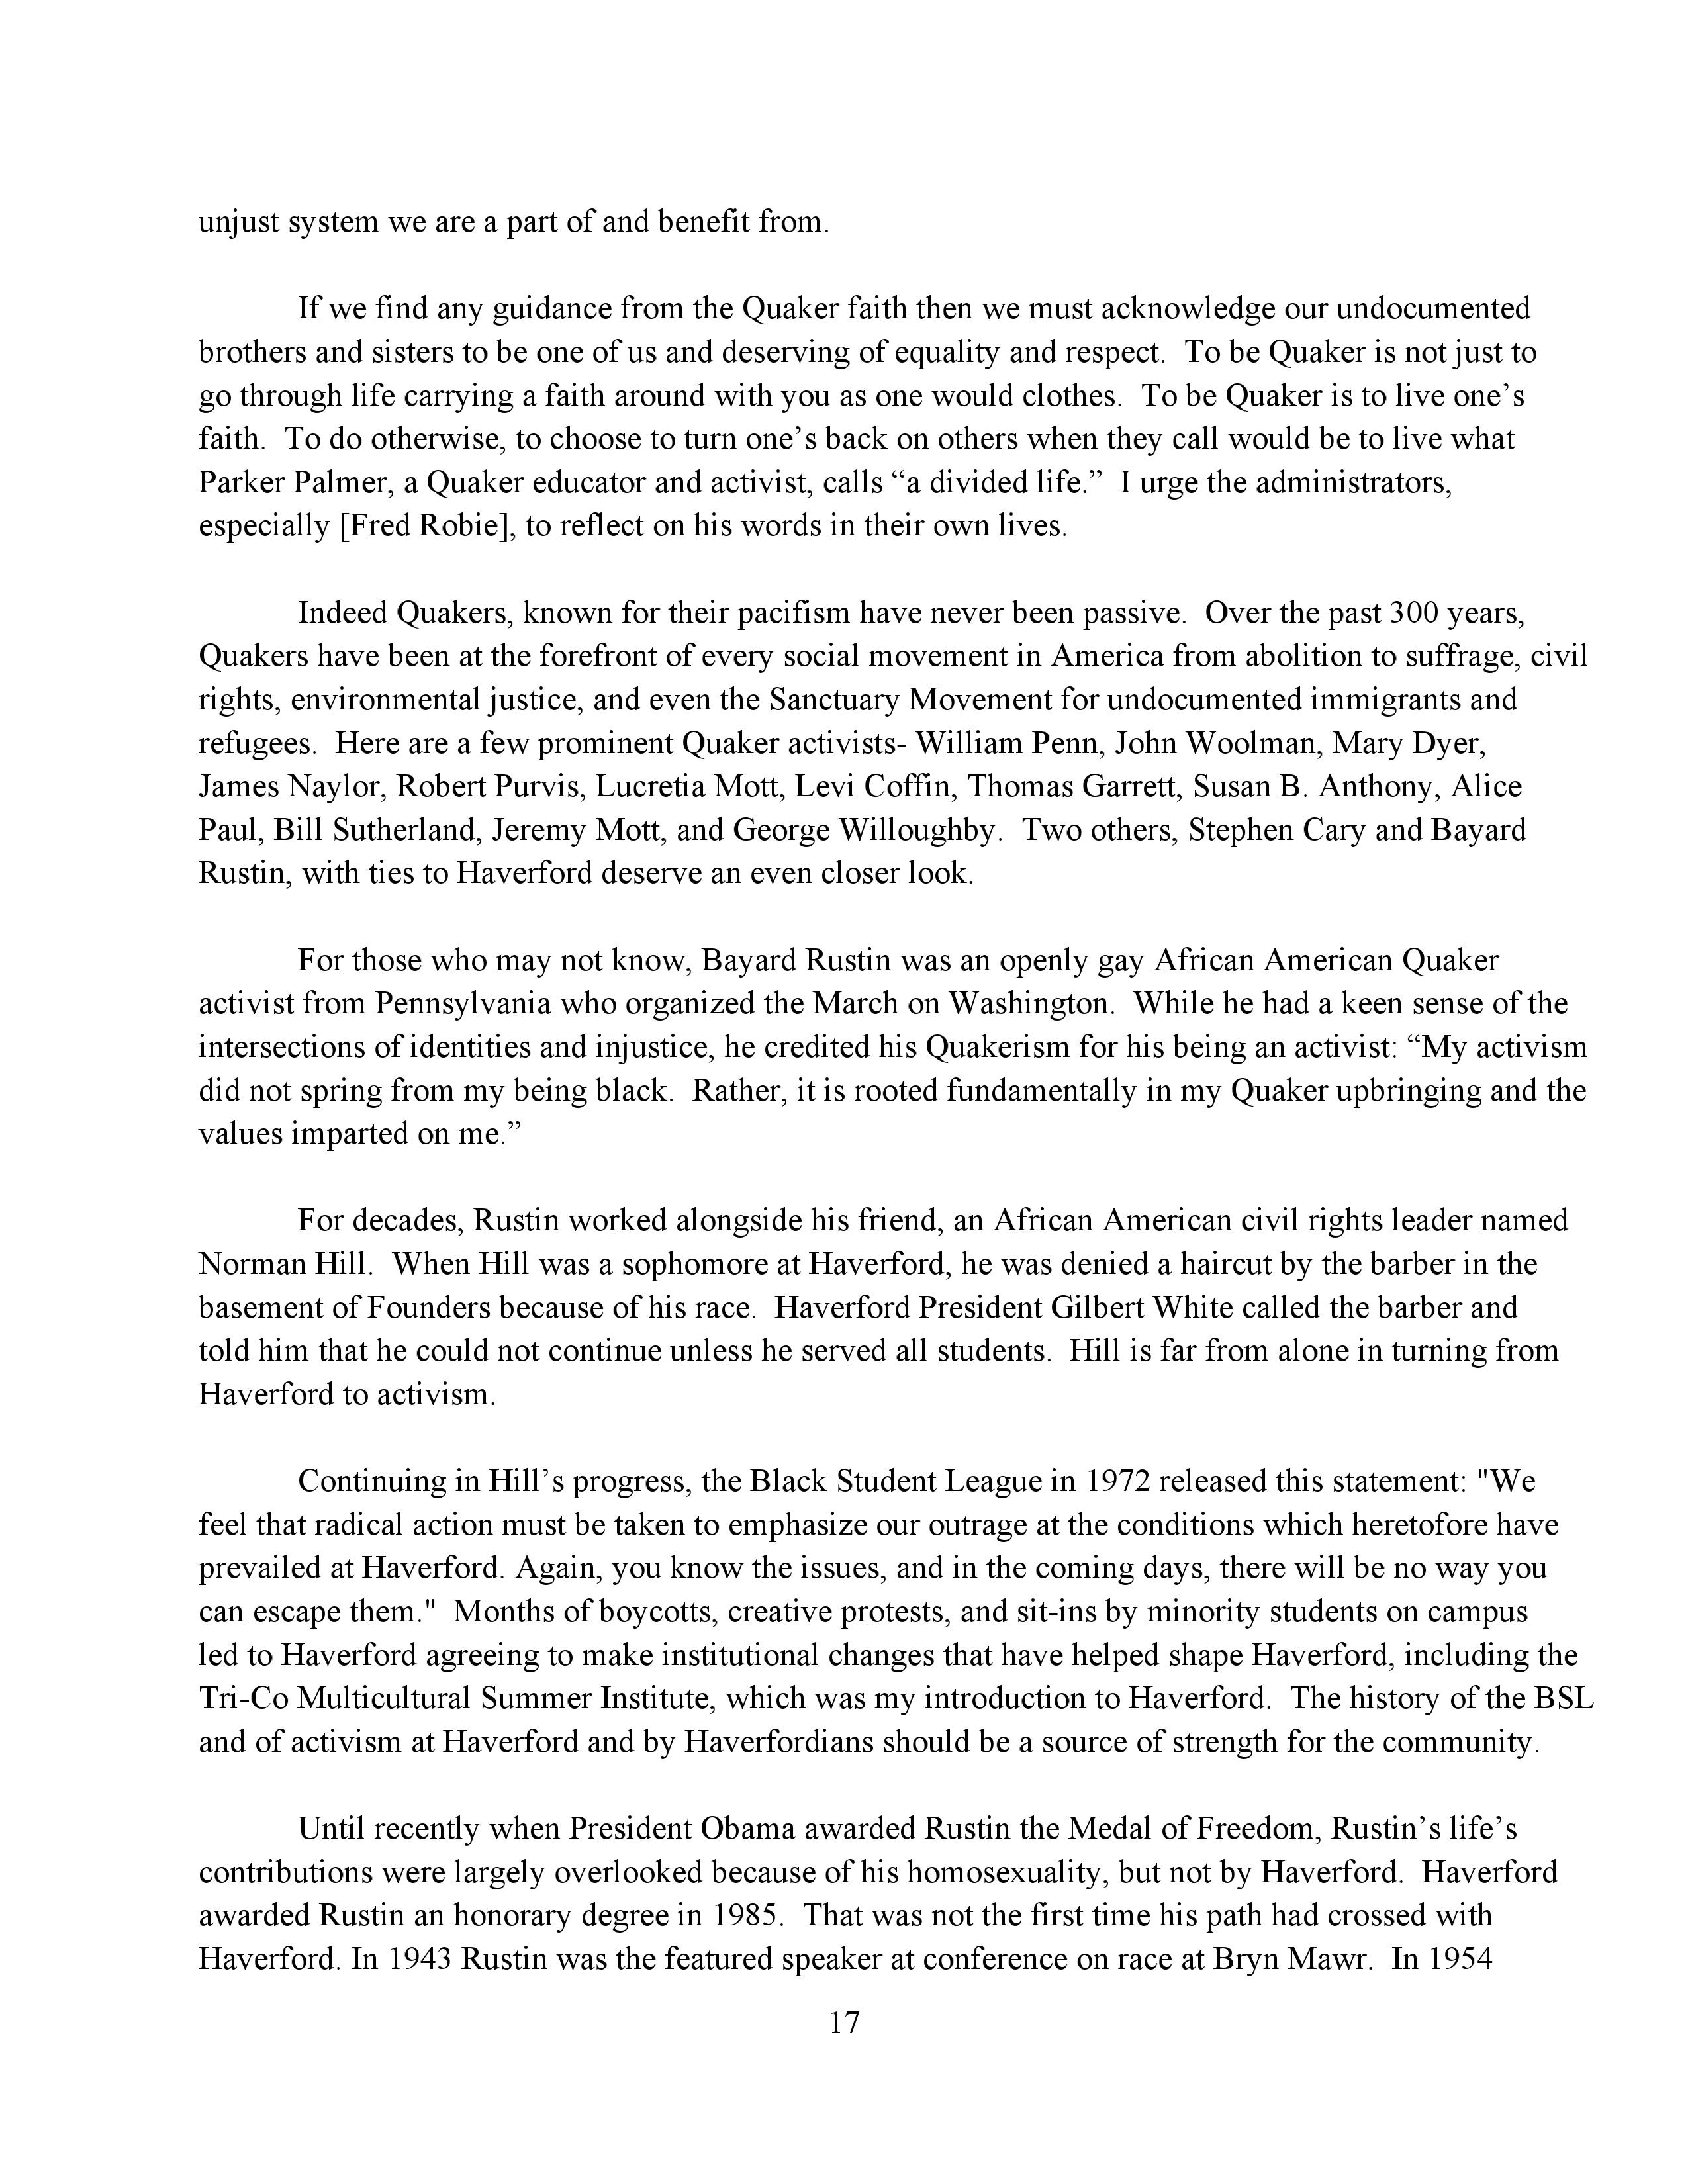 unjust system we are a part of and benefit from.
If we find any guidance from the Quaker faith then we must acknowledge our undocumented
brothers and sisters to be one of us and deserving of equality and respect.  To be Quaker is not just to
go through life carrying a faith around with you as one would clothes.  To be Quaker is to live one’s
faith.  To do otherwise, to choose to turn one’s back on others when they call would be to live what
Parker Palmer, a Quaker educator and activist, calls “a divided life.”  I urge the administrators,
especially [Fred Robie], to reflect on his words in their own lives.
Indeed Quakers, known for their pacifism have never been passive.  Over the past 300 years,
Quakers have been at the forefront of every social movement in America from abolition to suffrage, civil
rights, environmental justice, and even the Sanctuary Movement for undocumented immigrants and
refugees.  Here are a few prominent Quaker activists- William Penn, John Woolman, Mary Dyer,
James Naylor, Robert Purvis, Lucretia Mott, Levi Coffin, Thomas Garrett, Susan B. Anthony, Alice
Paul, Bill Sutherland, Jeremy Mott, and George Willoughby.  Two others, Stephen Cary and Bayard
Rustin, with ties to Haverford deserve an even closer look.
For those who may not know, Bayard Rustin was an openly gay African American Quaker
activist from Pennsylvania who organized the March on Washington.  While he had a keen sense of the
intersections of identities and injustice, he credited his Quakerism for his being an activist: “My activism
did not spring from my being black.  Rather, it is rooted fundamentally in my Quaker upbringing and the
values imparted on me.”
For decades, Rustin worked alongside his friend, an African American civil rights leader named
Norman Hill.  When Hill was a sophomore at Haverford, he was denied a haircut by the barber in the
basement of Founders because of his race.  Haverford President Gilbert White called the barber and
told him that he could not continue unless he served all students.  Hill is far from alone in turning from
Haverford to activism.
Continuing in Hill’s progress, the Black Student League in 1972 released this statement: "We
feel that radical action must be taken to emphasize our outrage at the conditions which heretofore have
prevailed at Haverford. Again, you know the issues, and in the coming days, there will be no way you
can escape them."  Months of boycotts, creative protests, and sit-ins by minority students on campus
led to Haverford agreeing to make institutional changes that have helped shape Haverford, including the
Tri-Co Multicultural Summer Institute, which was my introduction to Haverford.  The history of the BSL
and of activism at Haverford and by Haverfordians should be a source of strength for the community.
Until recently when President Obama awarded Rustin the Medal of Freedom, Rustin’s life’s
contributions were largely overlooked because of his homosexuality, but not by Haverford.  Haverford
awarded Rustin an honorary degree in 1985.  That was not the first time his path had crossed with
Haverford. In 1943 Rustin was the featured speaker at conference on race at Bryn Mawr.  In 1954
17